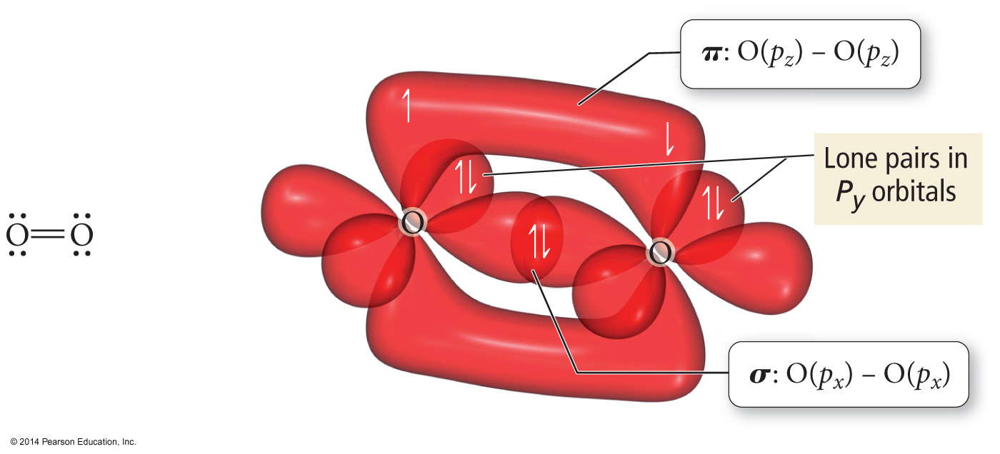 π: O(pz) – O(pz)
Lone pairs in
Py orbitals
O
O
O=O
σ: O(px) – O(px)
© 2014 Pearson Education, Inc.